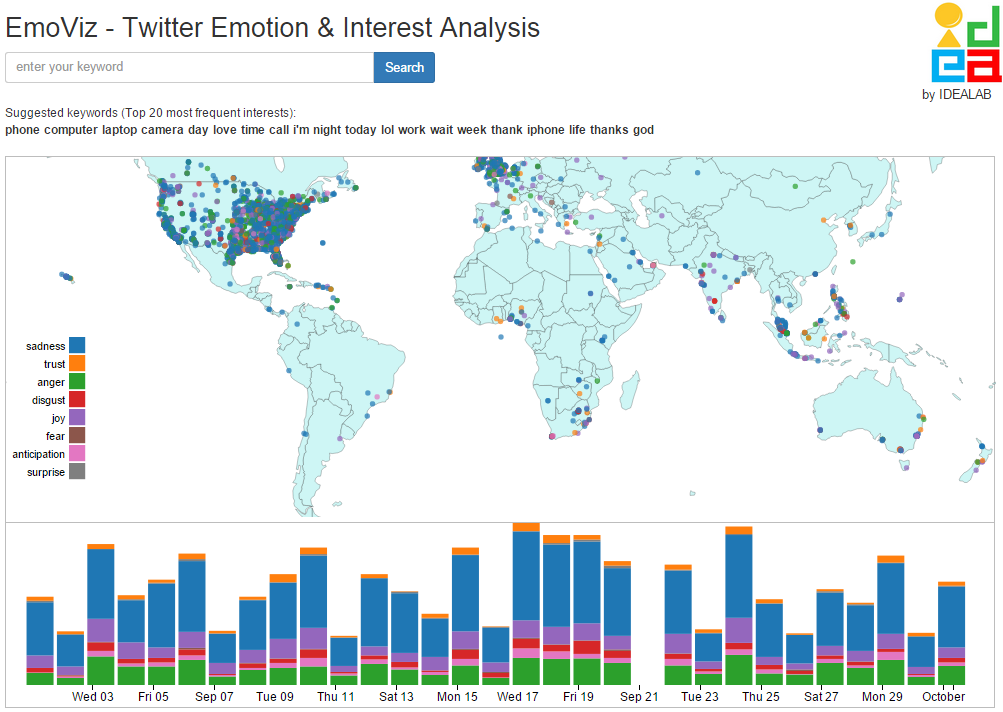 EmoViz - Twitter Emotion & Interest Analysis
enter your keyword
Search
idea
by IDEALAB
Suggested keywords (Top 20 most frequent interests):
phone computer laptop camera day love time call i'm night today lol work wait week thank iphone life thanks god
sadness
trust
anger
disgust
joy
fear
anticipation
surprise
Wed 03 Fri 05 Sep 07 Tue 09 Thu 11 Sat 13 Mon 15 Wed 17 Fri 19 Sep 21 Tue 23 Thu 25 Sat 27 Mon 29 October